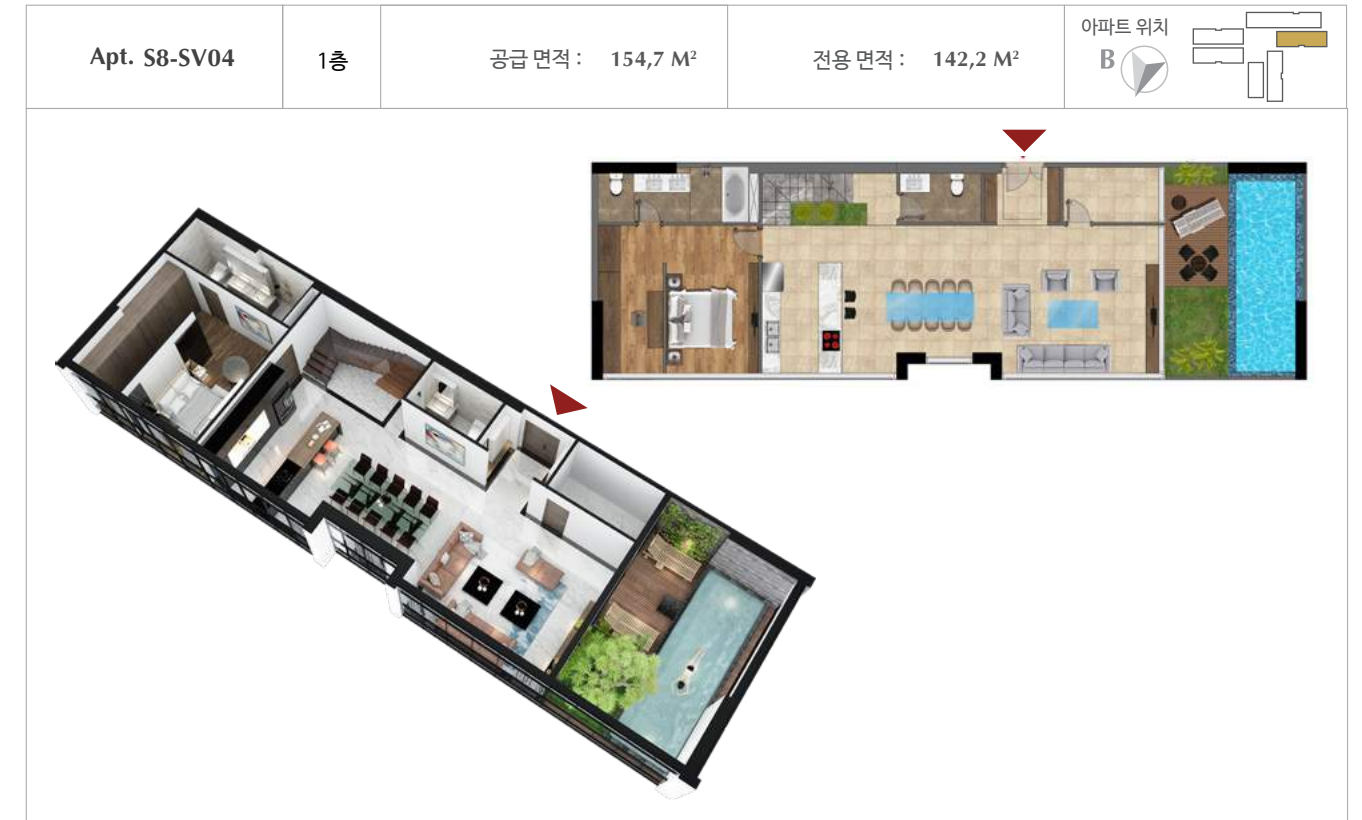 Apt. S8-SV04
1층
공급 면적 : 154,7 M²
전용 면적 : 142,2 M²
아파트 위치
B